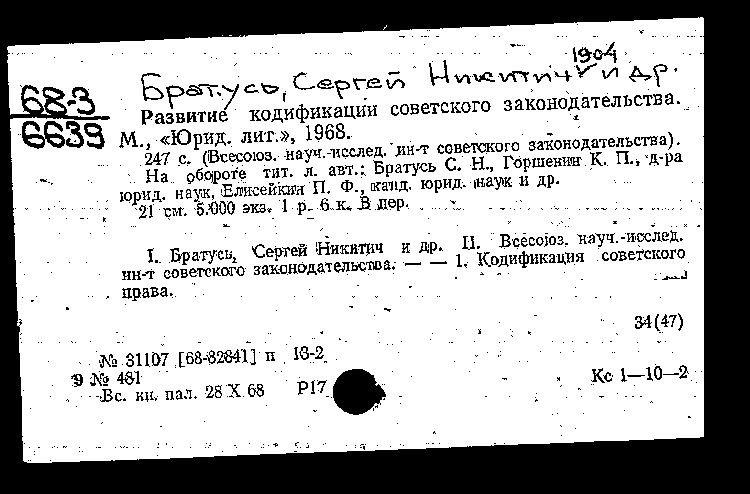 1904
Братусь, Сергей Никитич и др.
68-3
6639
Развитие кодификации советского законодательства.
М., «Юрид. лит.», 1968.
247 с. (Всесоюз. науч.-исслед. ин-т советского законодательства).
На обороте тит. л. авт.: Братусь С. Н., Горшенин К. П., д-ра
юрид. наук, Елисейкин П. Ф., канд. юрид. наук и др.
21 см. 5.000 экз. 1 р. 6 к. В пер.
I. Братусь, Сергей Никитич и др. II. Всесоюз. науч.-исслед.
ин-т советского законодательства. — — 1. Кодификация советского
права.
34(47)
№ 31107 [68-82841] п 18-2
9 № 481
Вс. кн. пал. 28 X 68 Р17
Кс 1—10—2